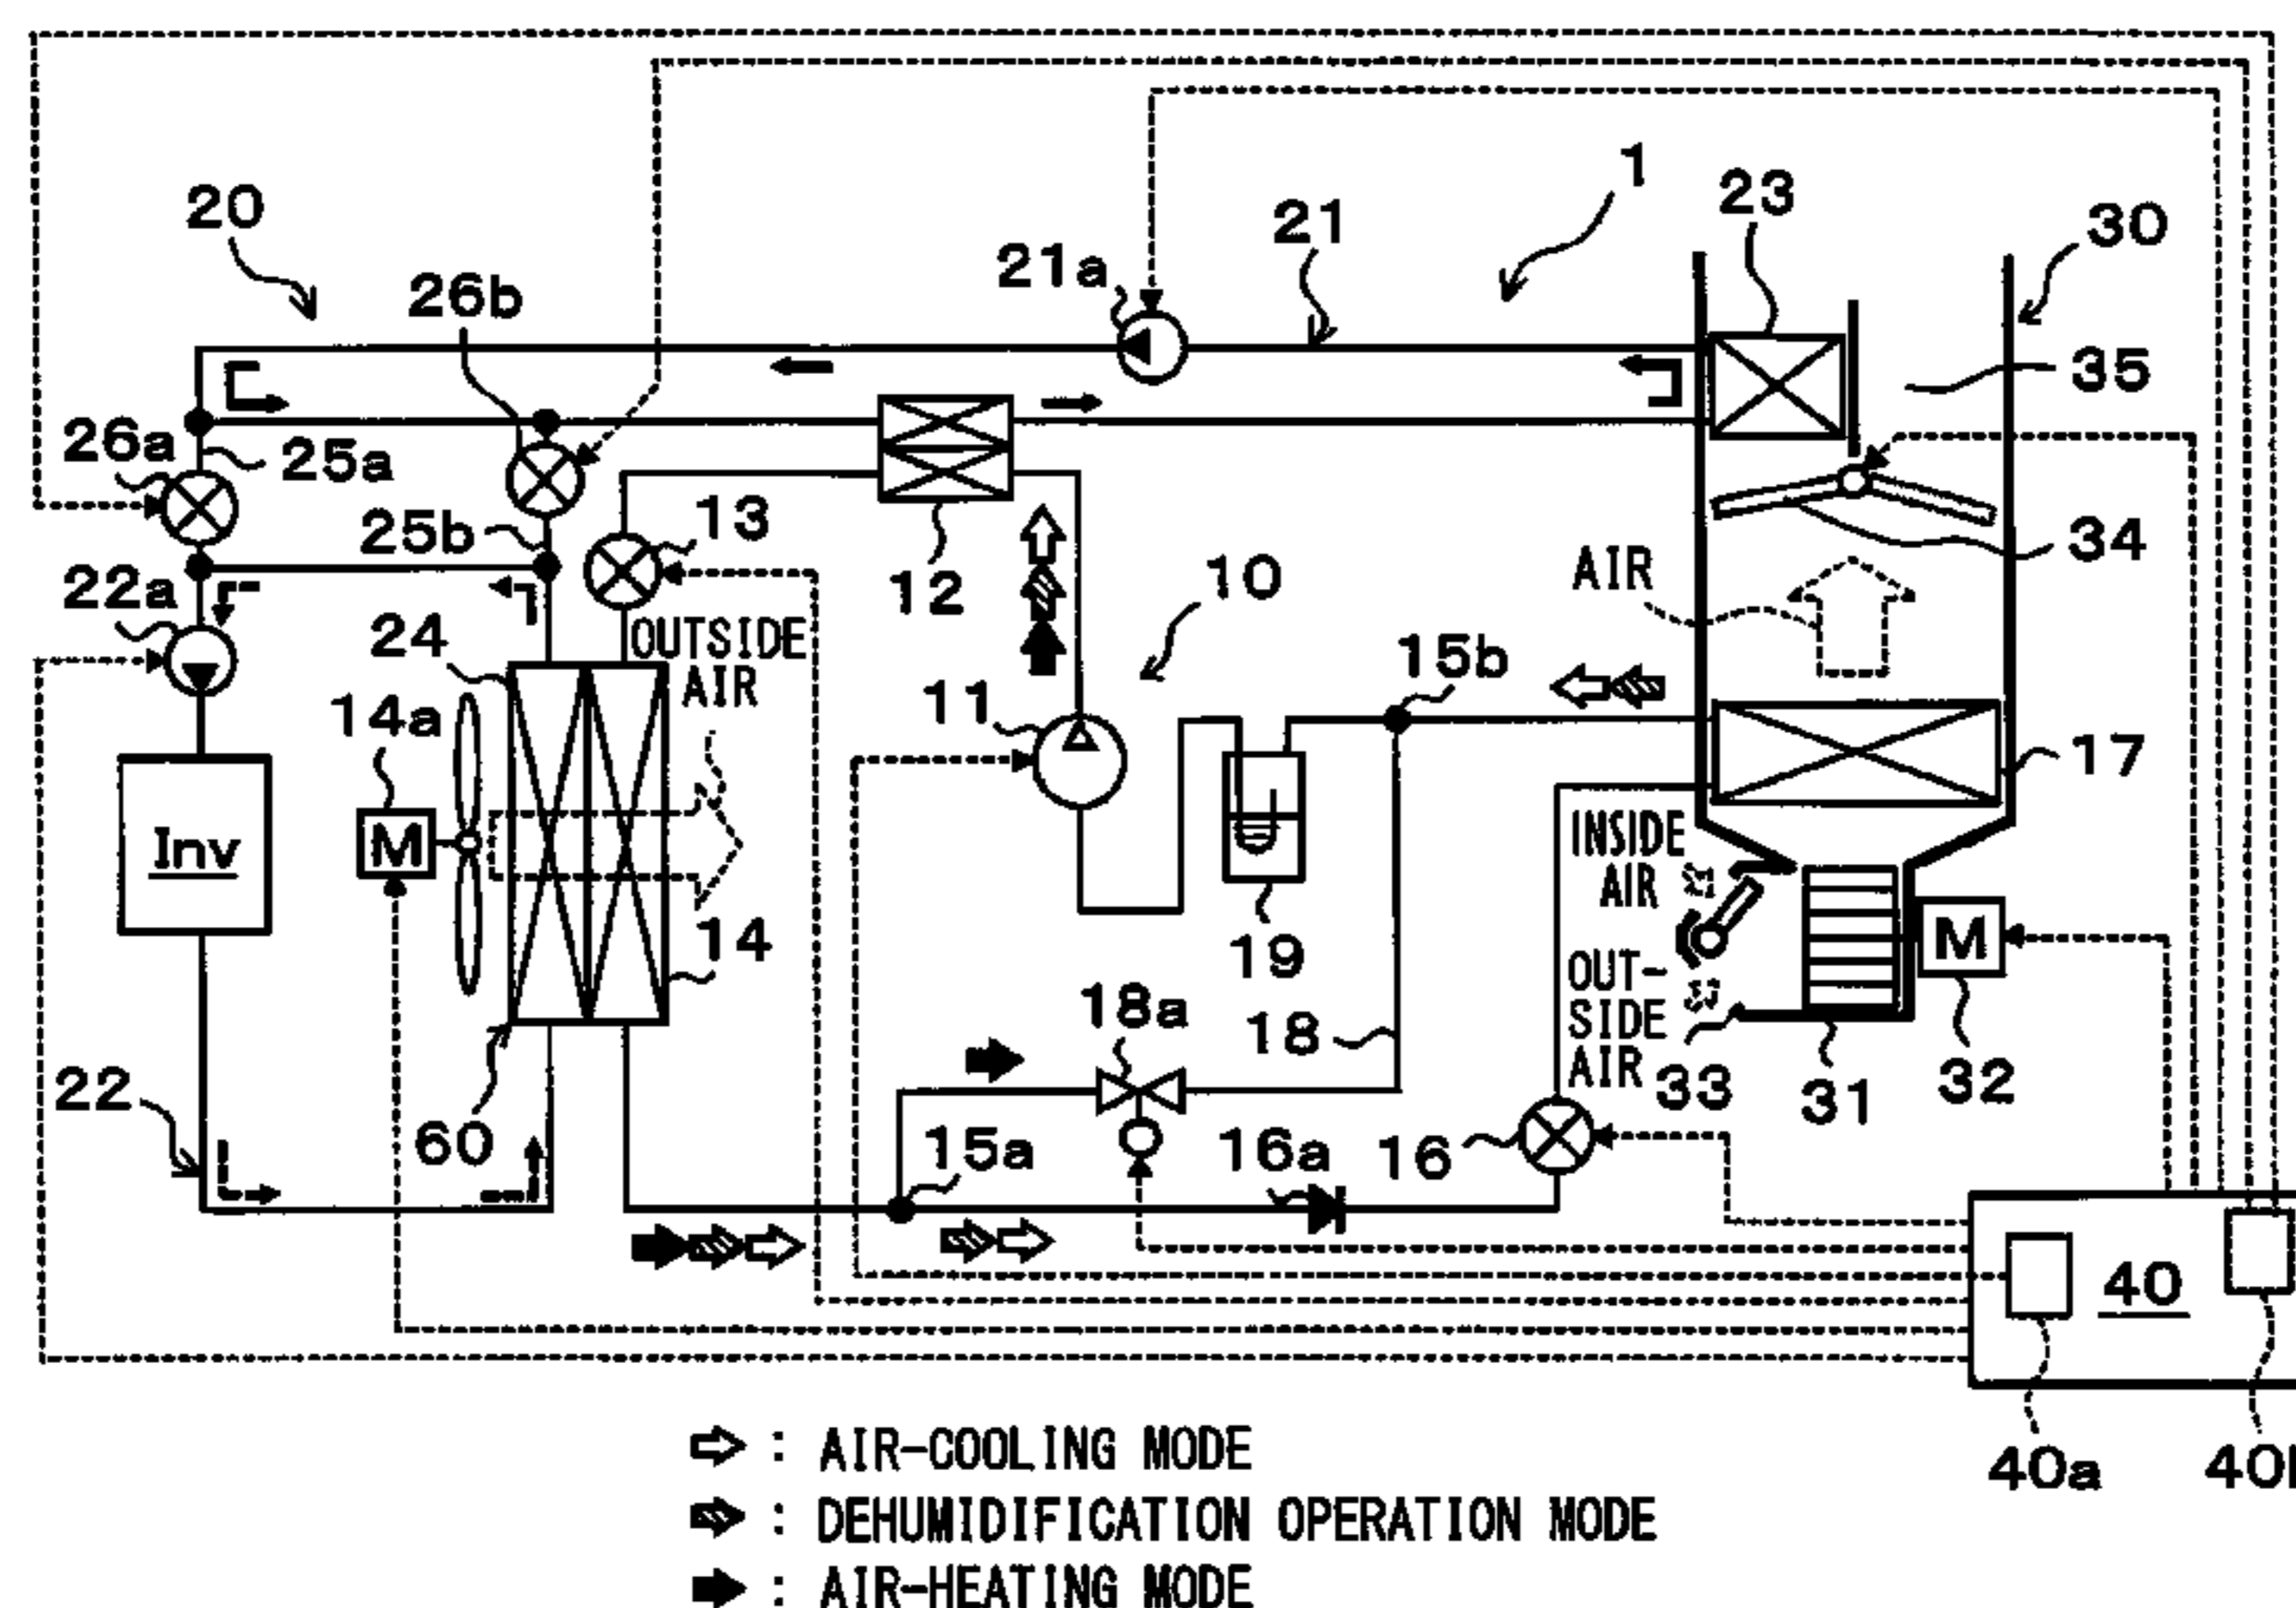 1
20
21
23
30
21a
26b
35
26a
25a
25b
13
12
34
AIR
10
22a
24
OUTSIDE
AIR
14a
11
15b
17
Inv
M
INSIDE
AIR
14
19
M
OUT-
SIDE
AIR
18a
18
33
31
32
22
60
15a
16a
16
40
40a
⇨ : AIR-COOLING MODE
: DEHUMIDIFICATION OPERATION MODE
➡ : AIR-HEATING MODE